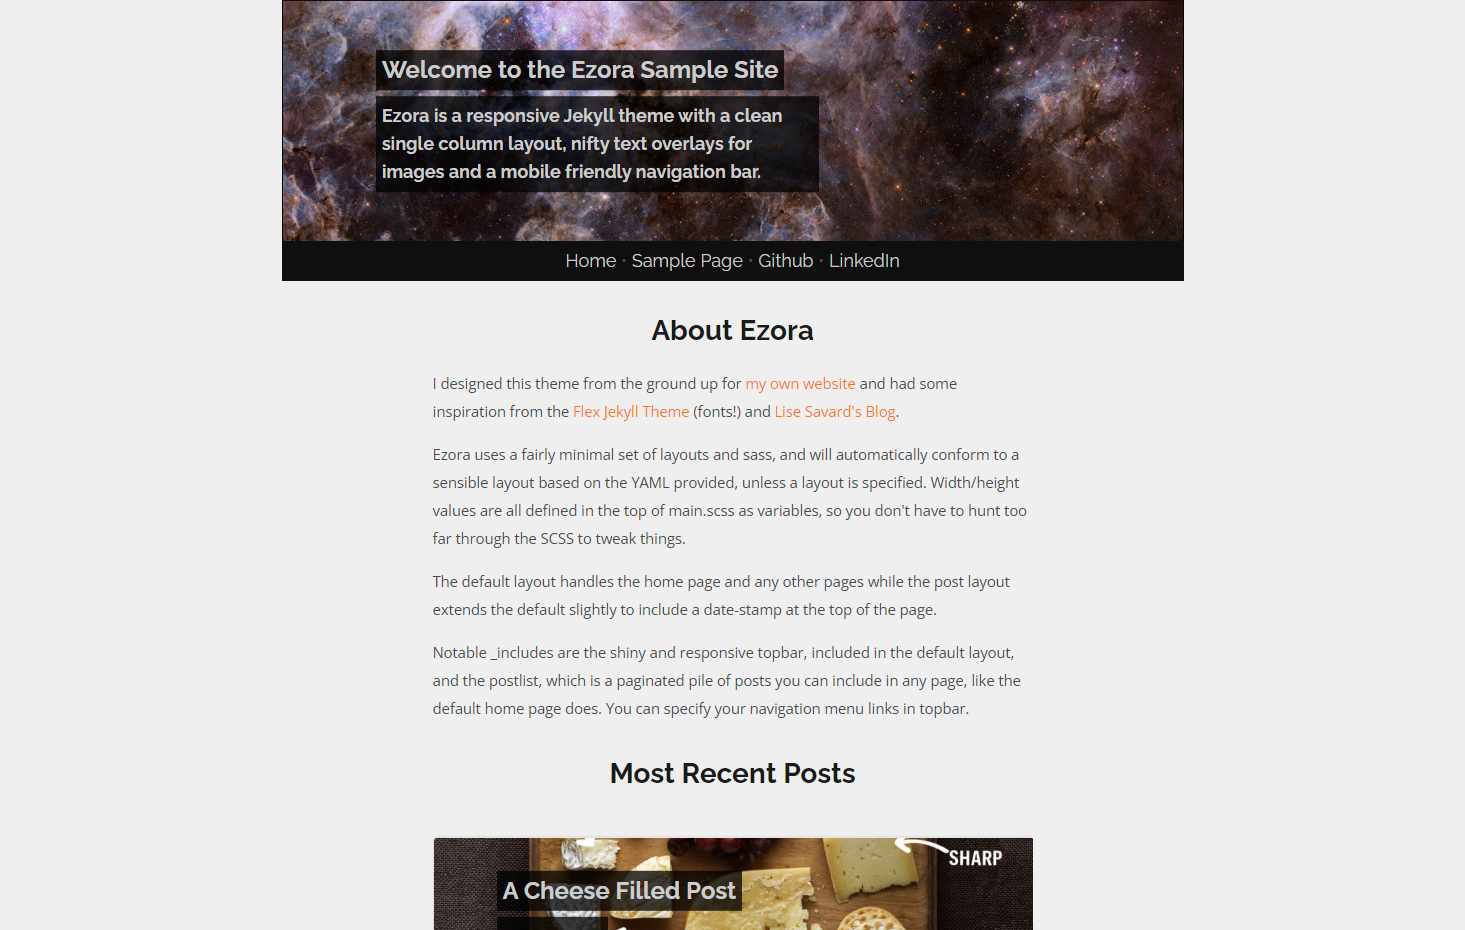 Welcome to the Ezora Sample Site
Ezora is a responsive Jekyll theme with a clean
single column layout, nifty text overlays for
images and a mobile friendly navigation bar.
Home • Sample Page • Github • LinkedIn
About Ezora
I designed this theme from the ground up for my own website and had some
inspiration from the Flex Jekyll Theme (fonts!) and Lise Savard's Blog.
Ezora uses a fairly minimal set of layouts and sass, and will automatically conform to a
sensible layout based on the YAML provided, unless a layout is specified. Width/height
values are all defined in the top of main.scss as variables, so you don't have to hunt too
far through the SCSS to tweak things.
The default layout handles the home page and any other pages while the post layout
extends the default slightly to include a date-stamp at the top of the page.
Notable _includes are the shiny and responsive topbar, included in the default layout,
and the postlist, which is a paginated pile of posts you can include in any page, like the
default home page does. You can specify your navigation menu links in topbar.
Most Recent Posts
SHARP
A Cheese Filled Post